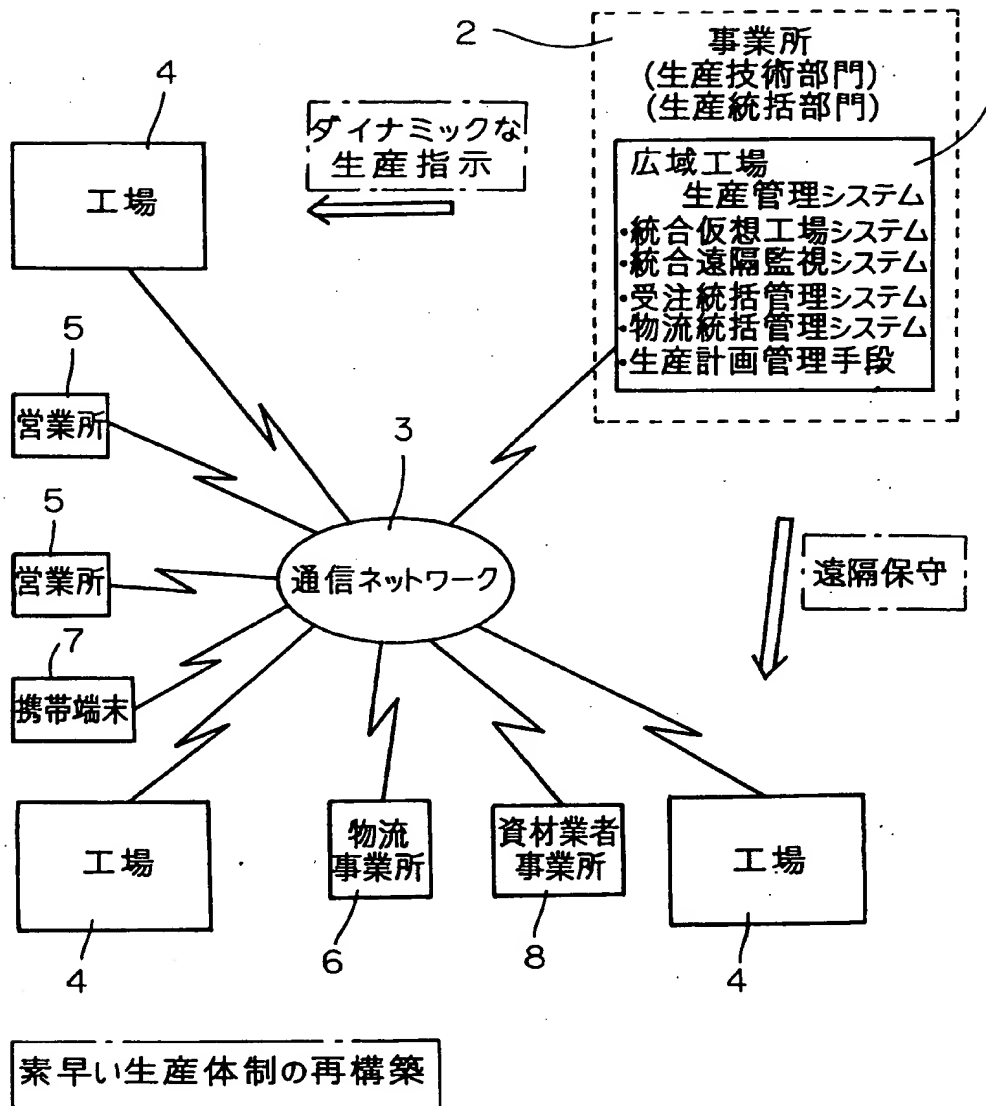 2
事業所
(生産技術部門)
(生産統括部門)
広域工場
生産管理システム
・統合仮想工場システム
・統合遠隔監視システム
・受注統括管理システム
・物流統括管理システム
・生産計画管理手段
4
工場
ダイナミックな
生産指示
5
営業所
3
5
営業所
通信ネットワーク
遠隔保守
7
携帯端末
工場
物流
事業所
資材業者
事業所
工場
4
6
8
4
素早い生産体制の再構築